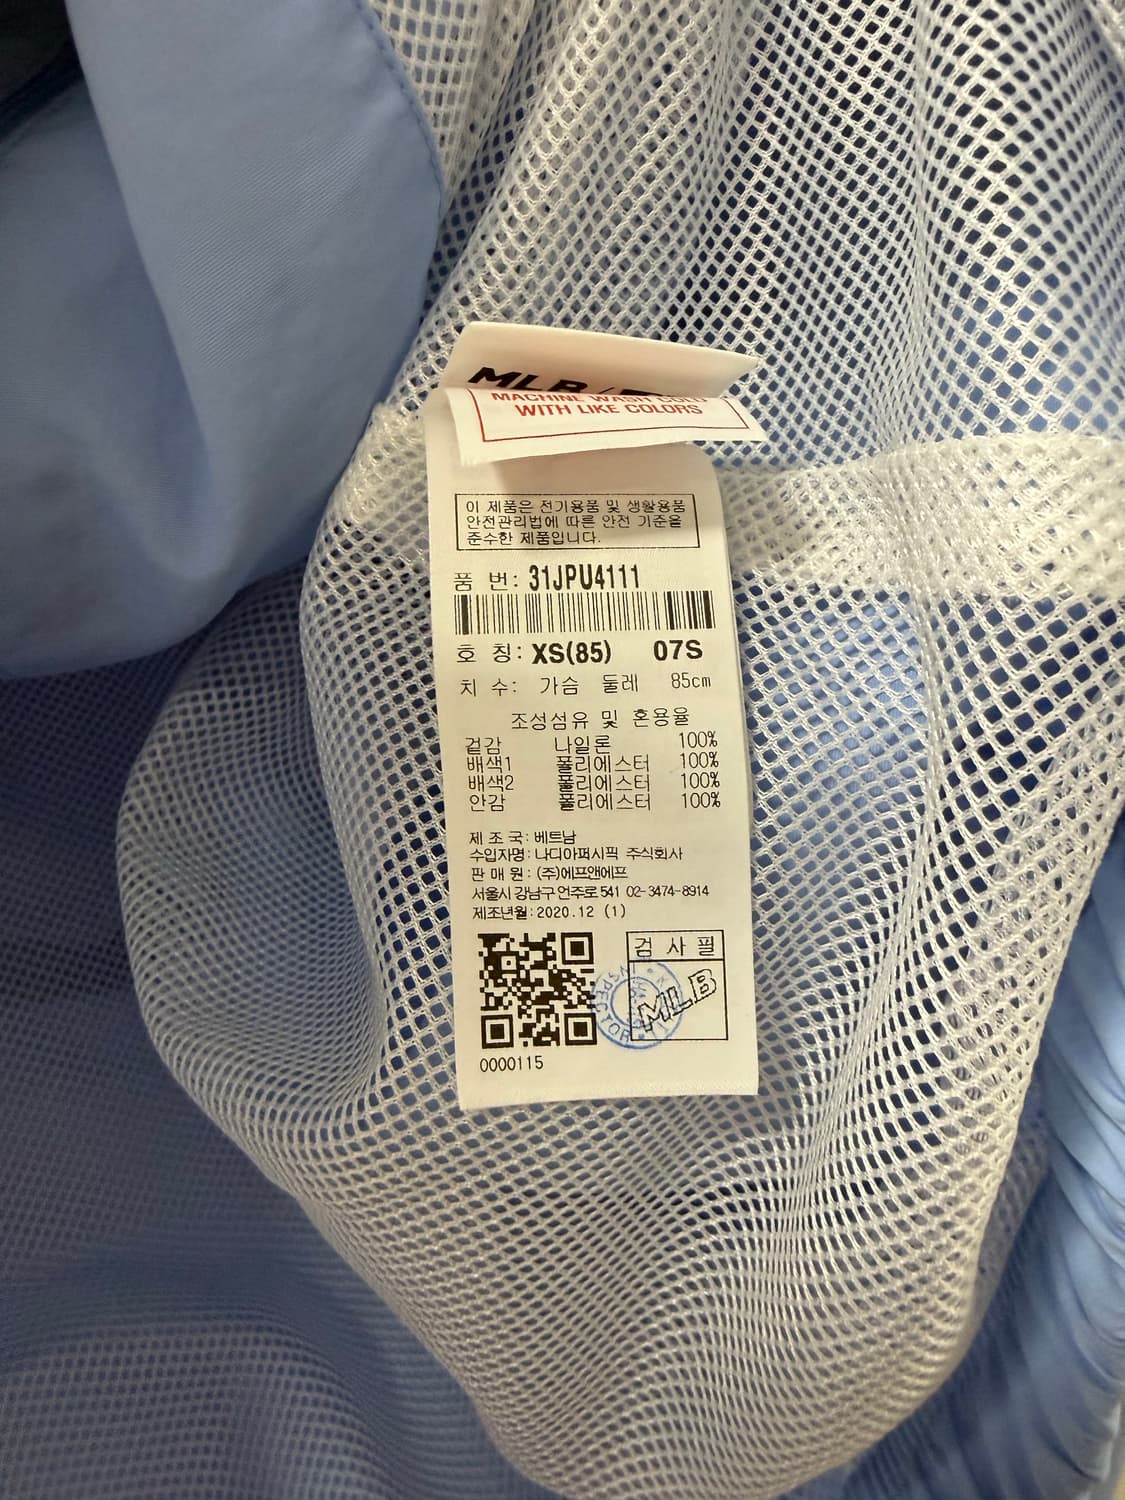 MLB
MACHINE WASH COLD
WITH LIKE COLORS
이 제품은 전기용품 및 생활용품
안전관리법에 따른 안전 기준을
준수한 제품입니다.
품 번: 31JPU4111
호 칭: XS(85) 07S
치 수: 가슴 둘레 85cm
조성섬유 및 혼용율
겉감 나일론 100%
배색1 폴리에스터 100%
배색2 폴리에스터 100%
안감 폴리에스터 100%
제 조 국: 베트남
수입자명: 나디아퍼시픽 주식회사
판 매 원: (주)에프앤에프
서울시 강남구 언주로 541 02-3474-8914
제조년월: 2020.12 (1)
검 사 필
INSPECTOR
MLB
0000115